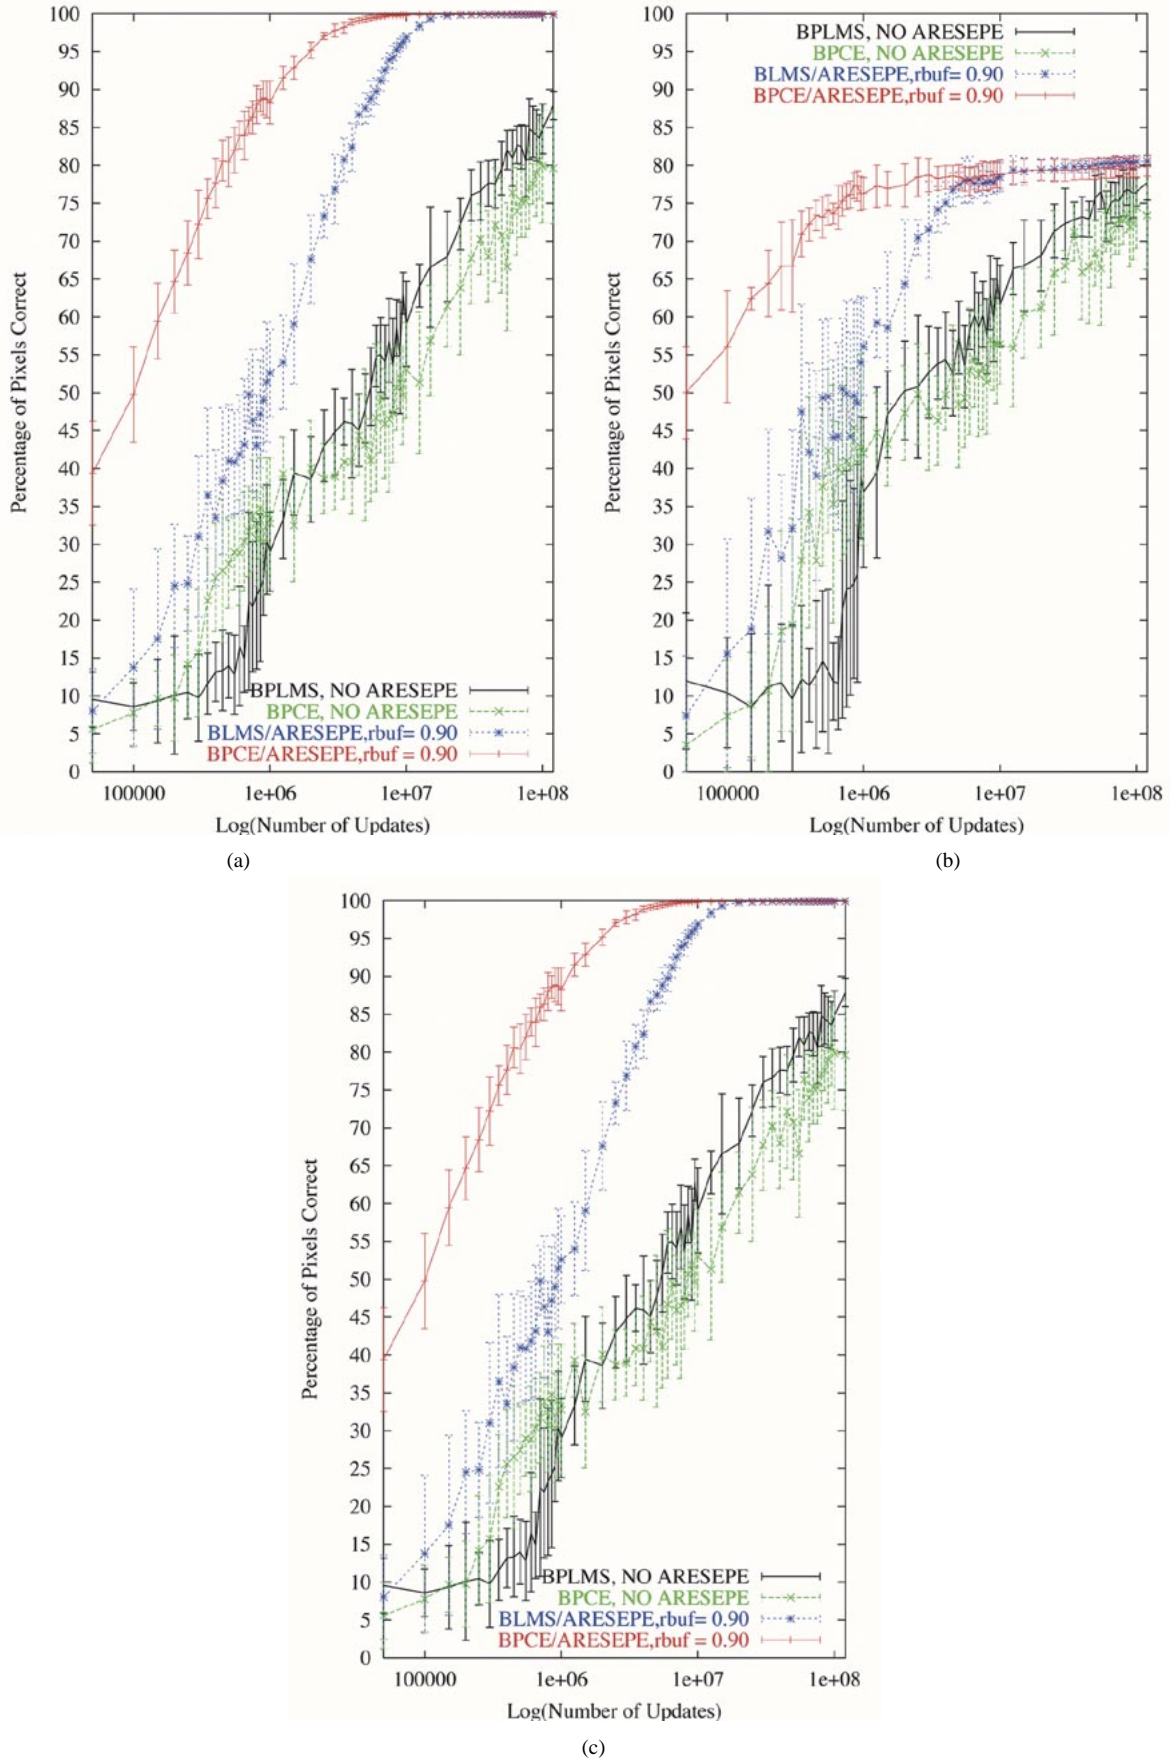 100
95
90
85
80
75
70
65
60
55
50
45
40
35
30
25
20
15
10
5
0
Percentage of Pixels Correct
BPLMS, NO ARESEPE
BPCE, NO ARESEPE
BLMS/ARESEPE,rbuf= 0.90
BPCE/ARESEPE,rbuf = 0.90
100000 1e+06 1e+07 1e+08
Log(Number of Updates)
(a)
100
95
90
85
80
75
70
65
60
55
50
45
40
35
30
25
20
15
10
5
0
Percentage of Pixels Correct
BPLMS, NO ARESEPE
BPCE, NO ARESEPE
BLMS/ARESEPE,rbuf= 0.90
BPCE/ARESEPE,rbuf = 0.90
100000 1e+06 1e+07 1e+08
Log(Number of Updates)
(b)
100
95
90
85
80
75
70
65
60
55
50
45
40
35
30
25
20
15
10
5
0
Percentage of Pixels Correct
BPLMS, NO ARESEPE
BPCE, NO ARESEPE
BLMS/ARESEPE,rbuf= 0.90
BPCE/ARESEPE,rbuf = 0.90
100000 1e+06 1e+07 1e+08
Log(Number of Updates)
(c)